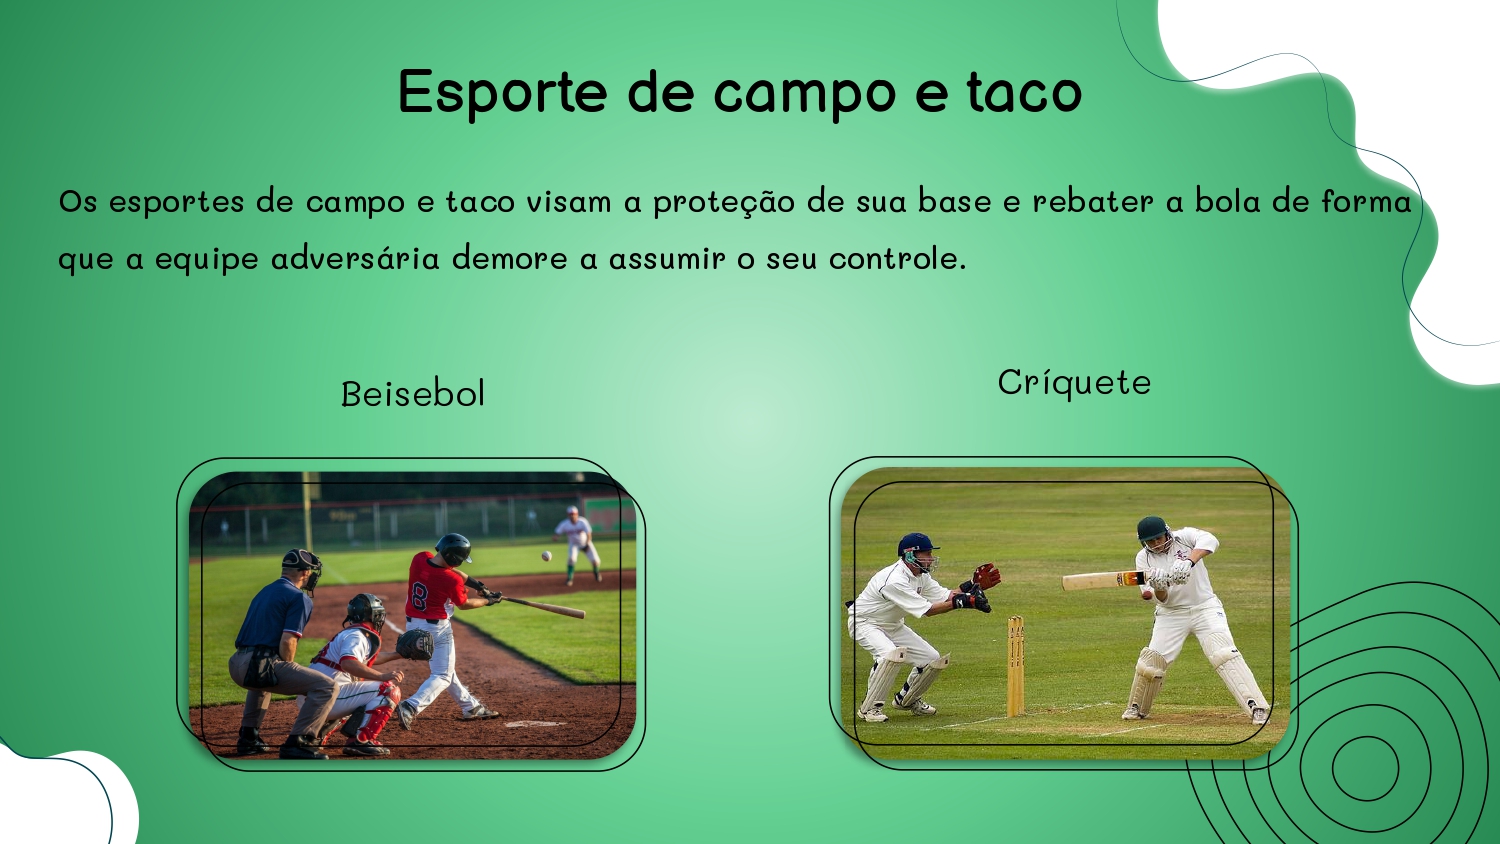 Esporte de campo e taco
Os esportes de campo e taco visam a proteção de sua base e rebater a bola de forma
que a equipe adversária demore a assumir o seu controle.
Beisebol
Críquete
8